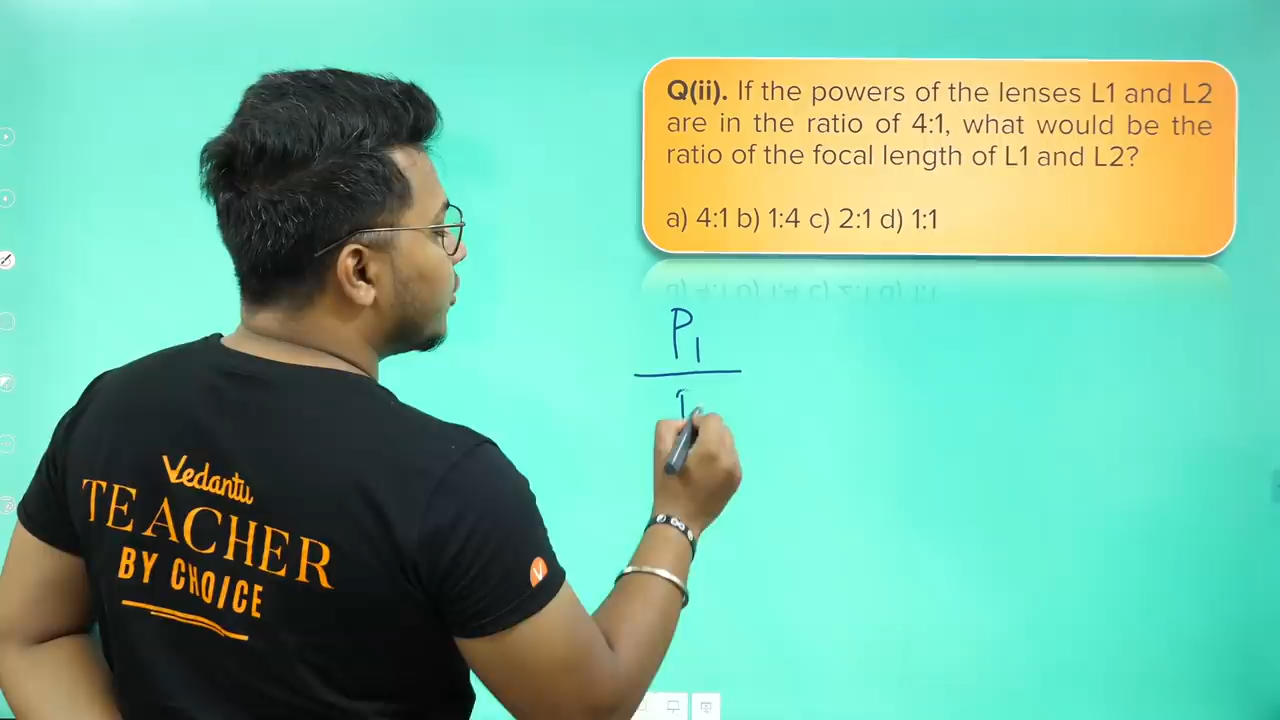 Q(ii). If the powers of the lenses L1 and L2
are in the ratio of 4:1, what would be the
ratio of the focal length of L1 and L2?
a) 4:1 b) 1:4 c) 2:1 d) 1:1
P1
Vedantu
TEACHER
BY CHOICE
V